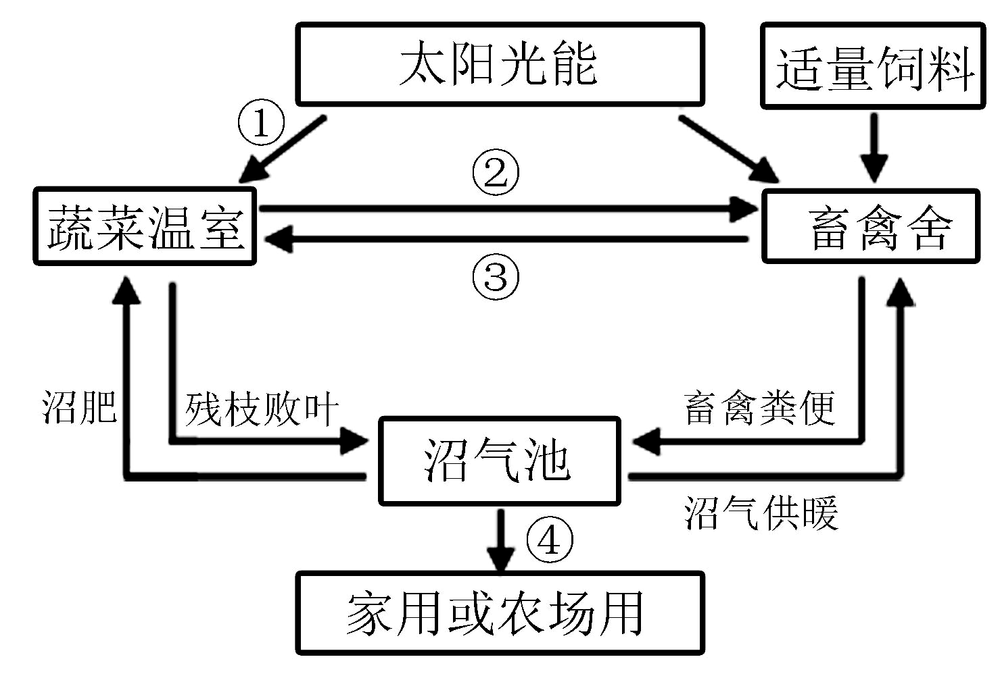 太阳光能
适量饲料
①
②
蔬菜温室
畜禽舍
③
沼肥
残枝败叶
畜禽粪便
沼气池
沼气供暖
④
家用或农场用